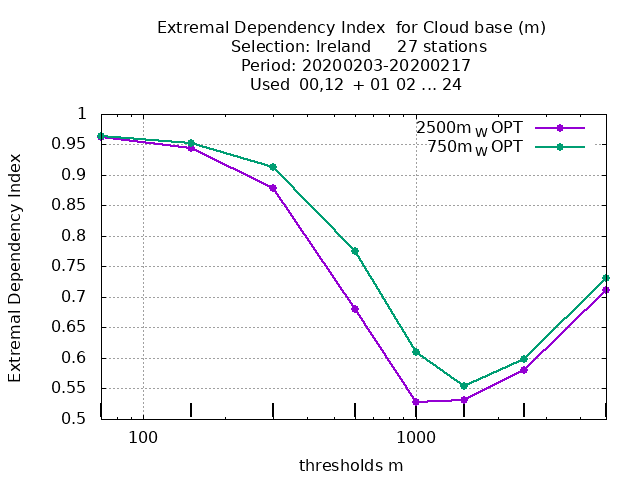 Extremal Dependency Index  for Cloud base (m)
Selection: Ireland     27 stations
Period: 20200203-20200217
Used  00,12  + 01 02 ... 24
2500m W OPT
750m W OPT
Extremal Dependency Index
1
0.95
0.9
0.85
0.8
0.75
0.7
0.65
0.6
0.55
0.5
100 1000
thresholds m